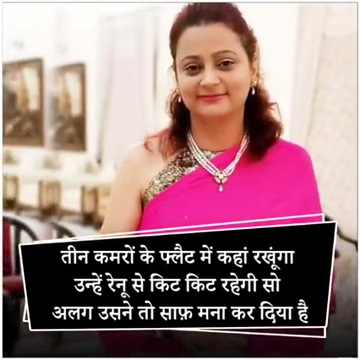 तीन कमरों के फ्लैट में कहां रखूंगा
उन्हें रेनू से किट किट रहेगी सो
अलग उसने तो साफ़ मना कर दिया है